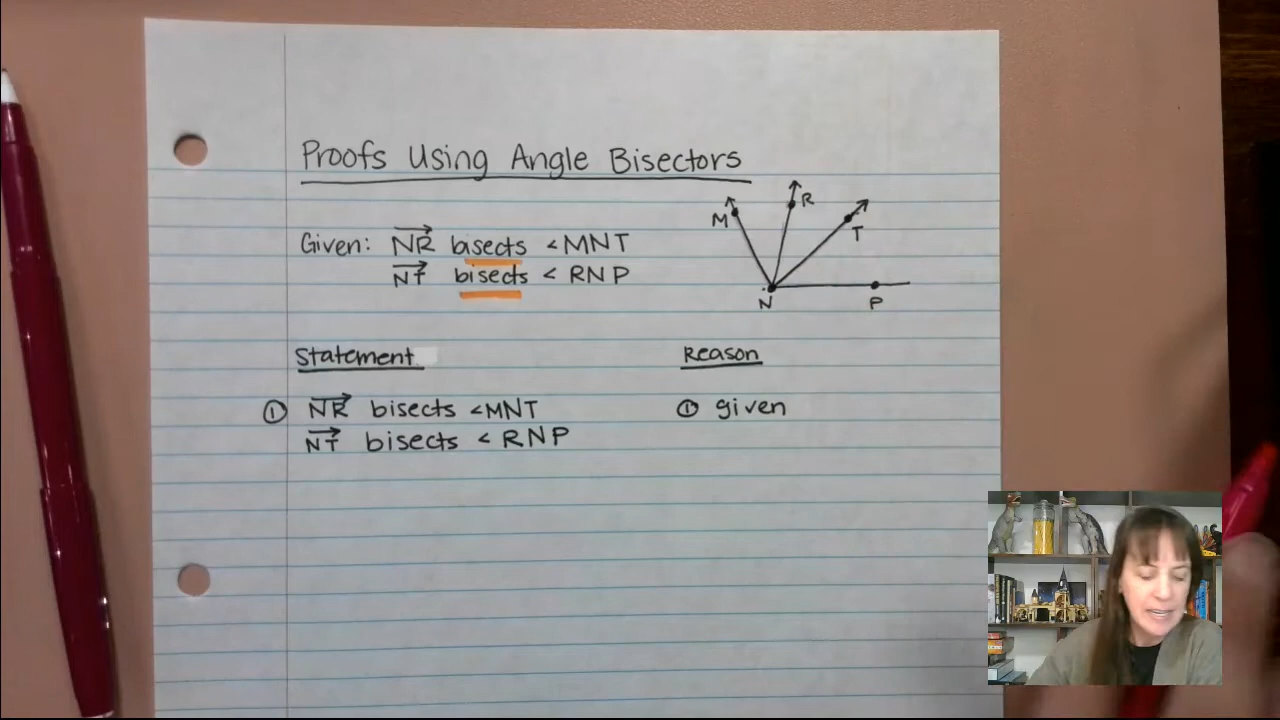 Proofs Using Angle Bisectors
Given: NR bisects <MNT
NT bisects < RNP
M
R
T
N
P
Statement
Reason
① NR bisects <MNT
① given
NT bisects < RNP